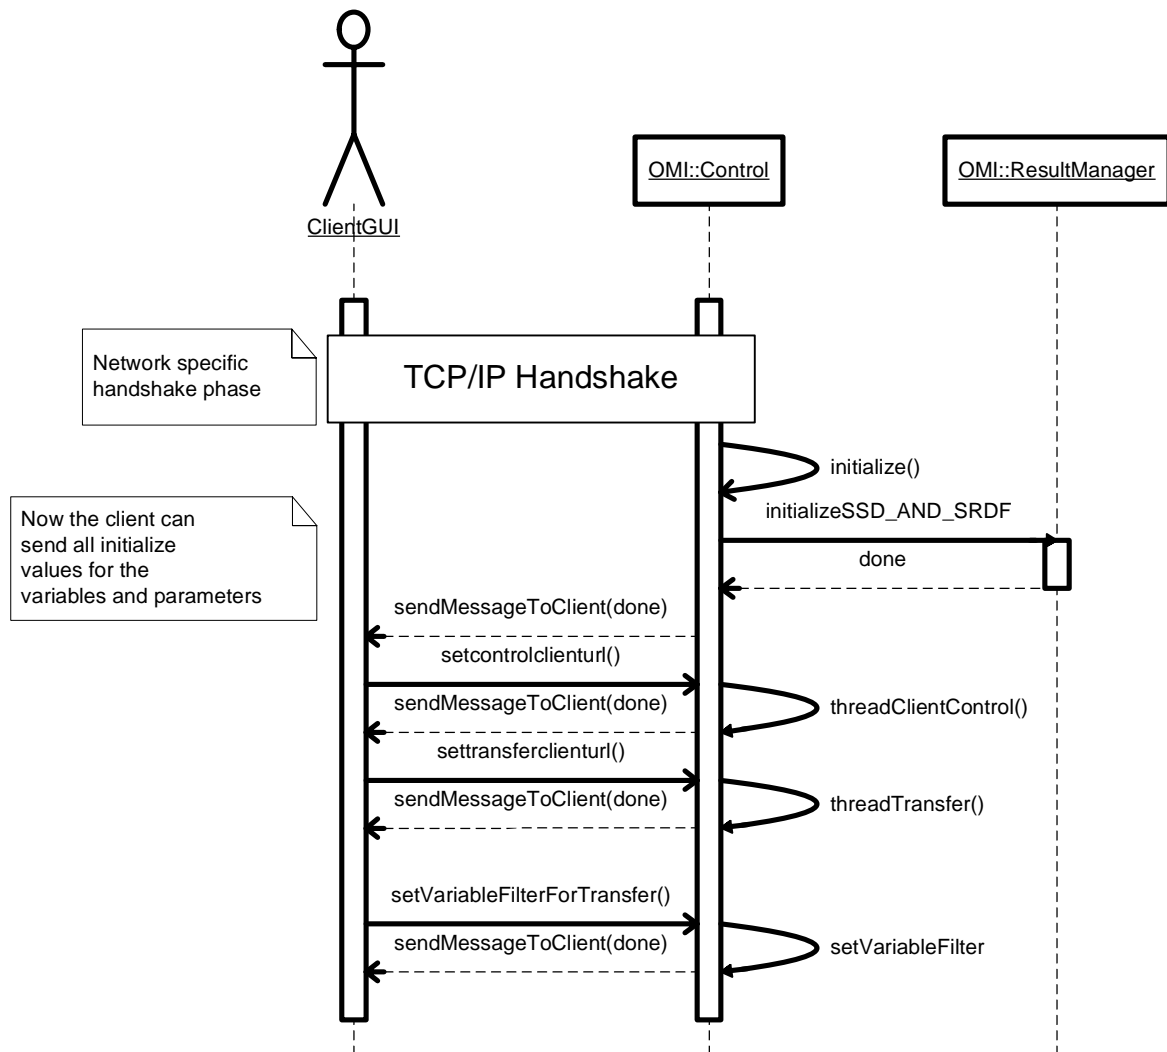 ClientGUI
OMI::Control
OMI::ResultManager
Network specific
handshake phase
TCP/IP Handshake
initialize()
Now the client can
send all initialize
values for the
variables and parameters
initializeSSD_AND_SRDF
done
sendMessageToClient(done)
setcontrolclienturl()
sendMessageToClient(done)
threadClientControl()
settransferclienturl()
sendMessageToClient(done)
threadTransfer()
setVariableFilterForTransfer()
sendMessageToClient(done)
setVariableFilter